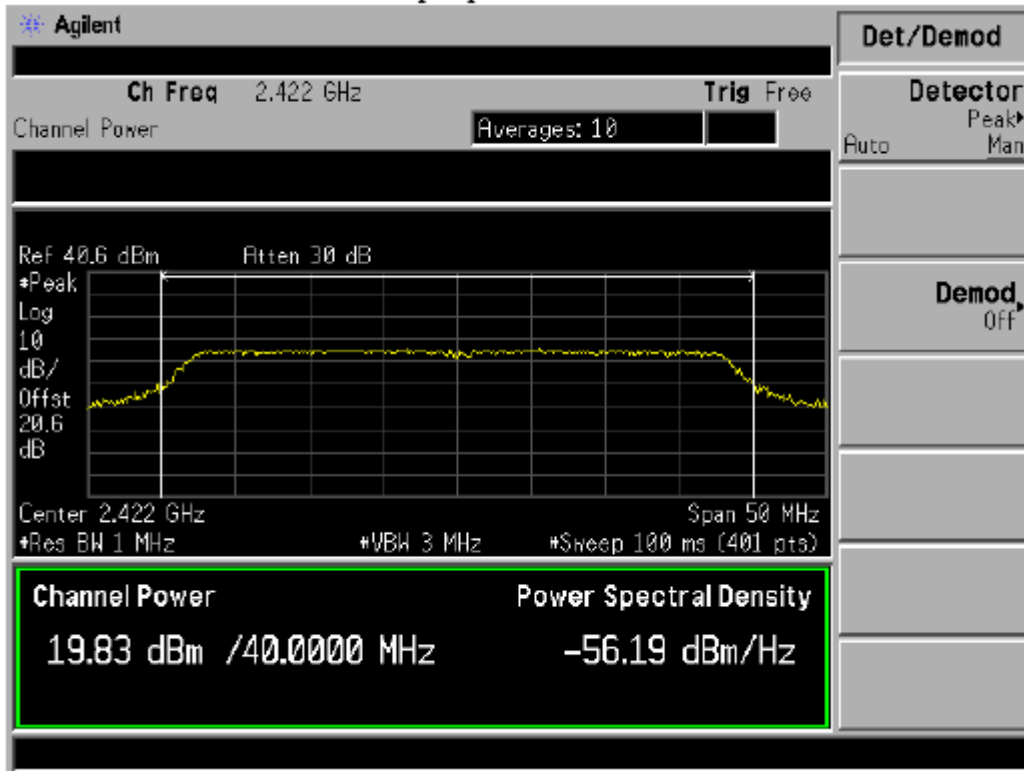 Agilent
Det/Demod
Ch Freq 2.422 GHz
Trig Free
Channel Power
Averages: 10
Detector
Peak
Auto Man
Ref 40.6 dBm
Atten 30 dB
*Peak
Log
10
dB/
Offst
20.6
dB
Demod
Off
Center 2.422 GHz
Span 50 MHz
*Res BW 1 MHz
#VBW 3 MHz
#Sweep 100 ms (401 pts)
Channel Power
Power Spectral Density
19.83 dBm /40.0000 MHz
-56.19 dBm/Hz